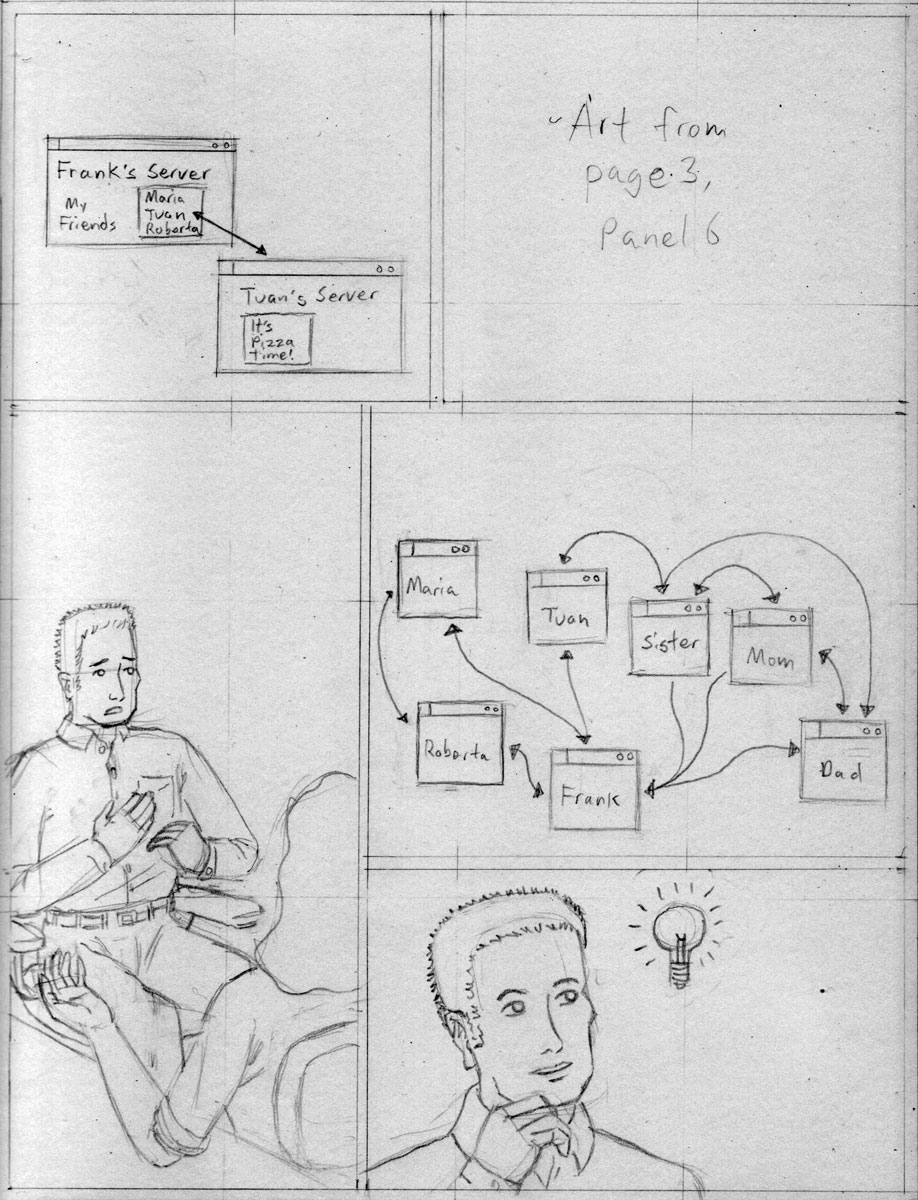 Frank's Server
My
Friends
Maria
Tuan
Roberta
Tuan's Server
It's
Pizza
time!
~Art from
page 3,
Panel 6
Maria
Tuan
Sister
Mom
Roberta
Frank
Dad